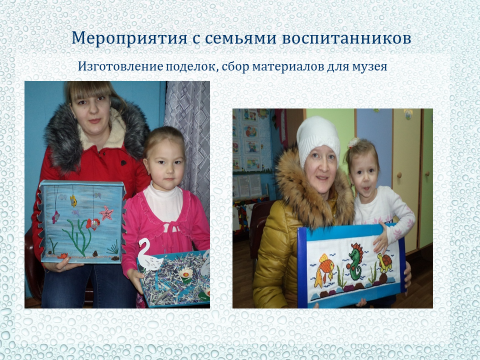 Мероприятия с семьями воспитанников
Изготовление поделок, сбор материалов для музея